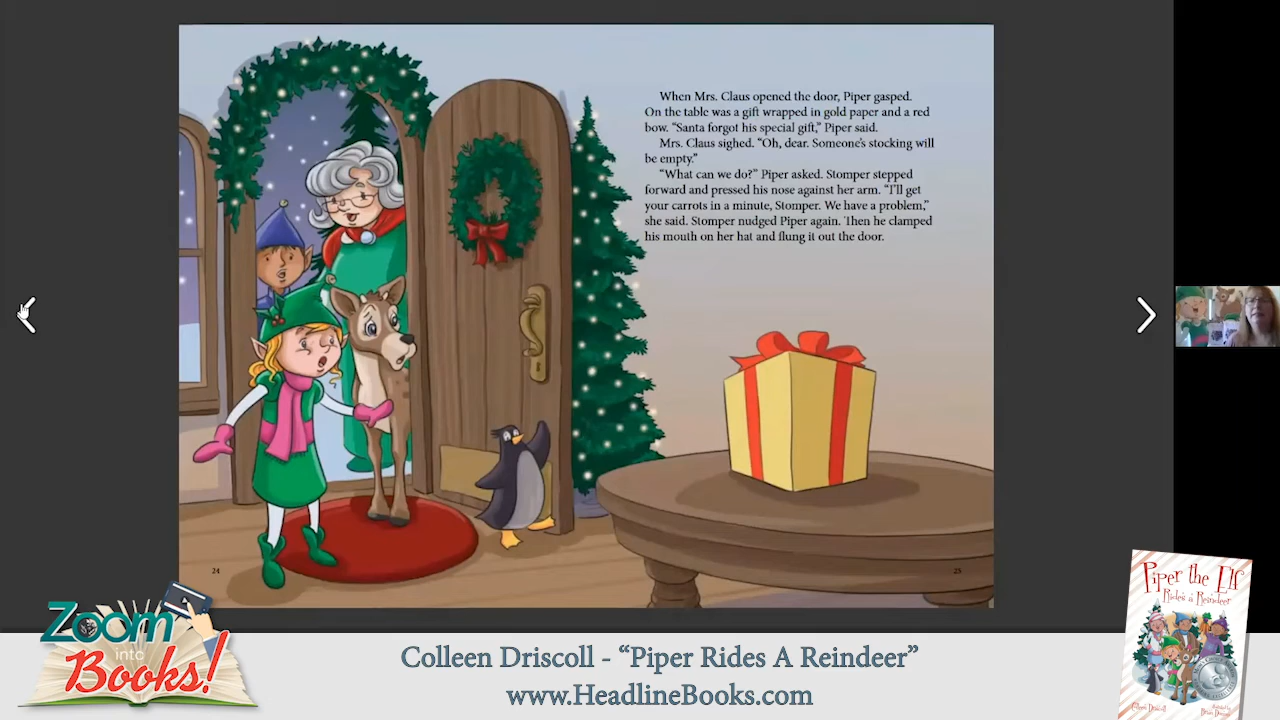 When Mrs. Claus opened the door, Piper gasped.
On the table was a gift wrapped in gold paper and a red
bow. “Santa forgot his special gift,” Piper said.
Mrs. Claus sighed. “Oh, dear. Someone’s stocking will
be empty.”
“What can we do?” Piper asked. Stomper stepped
forward and pressed his nose against her arm. “I’ll get
your carrots in a minute, Stomper. We have a problem,”
she said. Stomper nudged Piper again. Then he clamped
his mouth on her hat and flung it out the door.
24
25
Zoom
into
Books!
Colleen Driscoll - “Piper Rides A Reindeer”
www.HeadlineBooks.com
Piper the Elf
Rides a Reindeer
Colleen Driscoll